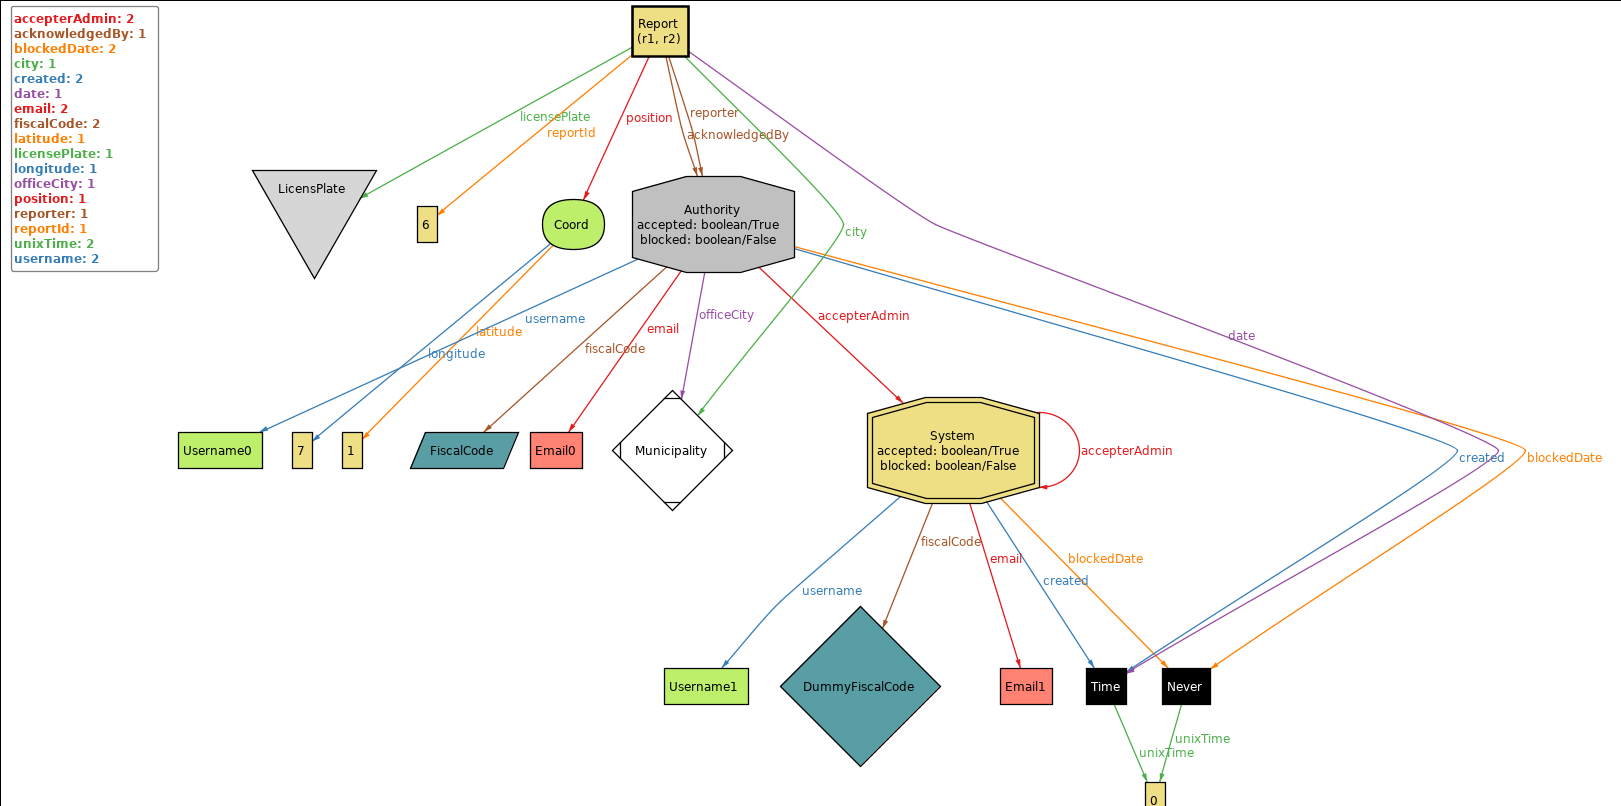 accepterAdmin: 2
acknowledgedBy: 1
blockedDate: 2
city: 1
created: 2
date: 1
email: 2
fiscalCode: 2
latitude: 1
licensePlate: 1
longitude: 1
officeCity: 1
position: 1
reporter: 1
reportId: 1
unixTime: 2
username: 2
Report
(r1, r2)
licensePlate
reportId
position
reporter
acknowledgedBy
LicensPlate
6
Coord
Authority
accepted: boolean/True
blocked: boolean/False
city
username
latitude
longitude
fiscalCode
email
officeCity
accepterAdmin
date
Username0
7
1
FiscalCode
Email0
Municipality
System
accepted: boolean/True
blocked: boolean/False
accepterAdmin
created
blockedDate
username
fiscalCode
email
created
blockedDate
Username1
DummyFiscalCode
Email1
Time
Never
unixTime
unixTime
0